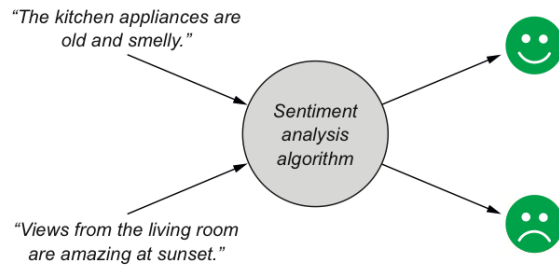 “The kitchen appliances are
old and smelly.”
Sentiment
analysis
algorithm
“Views from the living room
are amazing at sunset.”